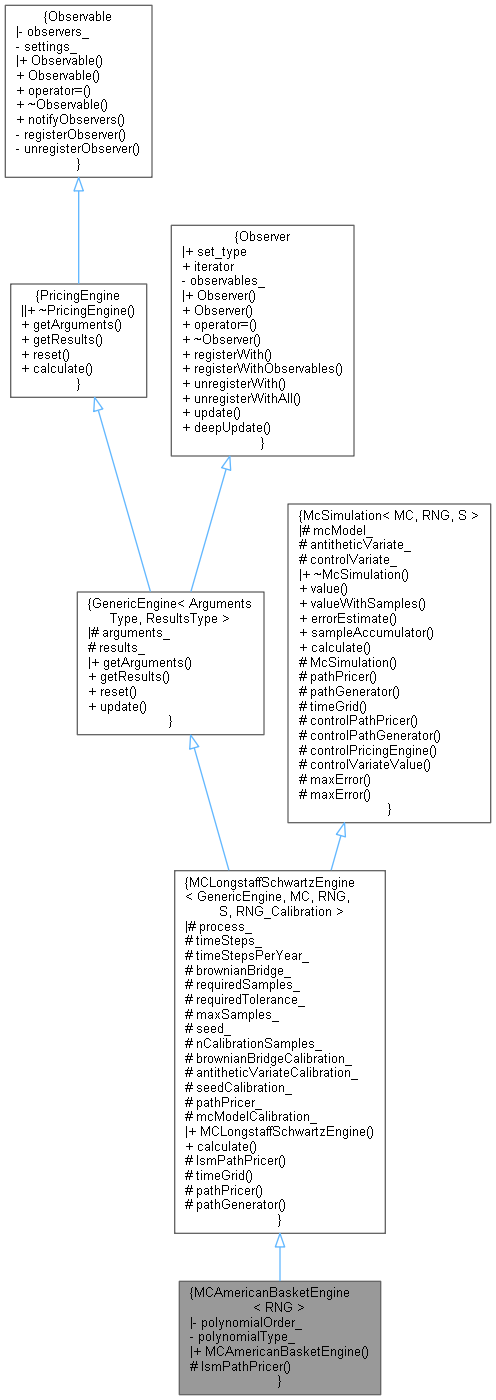 {Observable
|- observers_
- settings_
|+ Observable()
+ Observable()
+ operator=()
+ ~Observable()
+ notifyObservers()
- registerObserver()
- unregisterObserver()
}
{Observer
|+ set_type
+ iterator
- observables_
|+ Observer()
+ Observer()
+ operator=()
+ ~Observer()
+ registerWith()
+ registerWithObservables()
+ unregisterWith()
+ unregisterWithAll()
+ update()
+ deepUpdate()
}
{PricingEngine
||+ ~PricingEngine()
+ getArguments()
+ getResults()
+ reset()
+ calculate()
}
{McSimulation< MC, RNG, S >
|# mcModel_
# antitheticVariate_
# controlVariate_
|+ ~McSimulation()
+ value()
+ valueWithSamples()
+ errorEstimate()
+ sampleAccumulator()
+ calculate()
# McSimulation()
# pathPricer()
# pathGenerator()
# timeGrid()
# controlPathPricer()
# controlPathGenerator()
# controlPricingEngine()
# controlVariateValue()
# maxError()
# maxError()
}
{GenericEngine< Arguments
Type, ResultsType >
|# arguments_
# results_
|+ getArguments()
+ getResults()
+ reset()
+ update()
}
{MCLongstaffSchwartzEngine
< GenericEngine, MC, RNG,
S, RNG_Calibration >
|# process_
# timeSteps_
# timeStepsPerYear_
# brownianBridge_
# requiredSamples_
# requiredTolerance_
# maxSamples_
# seed_
# nCalibrationSamples_
# brownianBridgeCalibration_
# antitheticVariateCalibration_
# seedCalibration_
# pathPricer_
# mcModelCalibration_
|+ MCLongstaffSchwartzEngine()
+ calculate()
# lsmPathPricer()
# timeGrid()
# pathPricer()
# pathGenerator()
}
{MCAmericanBasketEngine
< RNG >
|- polynomialOrder_
- polynomialType_
|+ MCAmericanBasketEngine()
# lsmPathPricer()
}